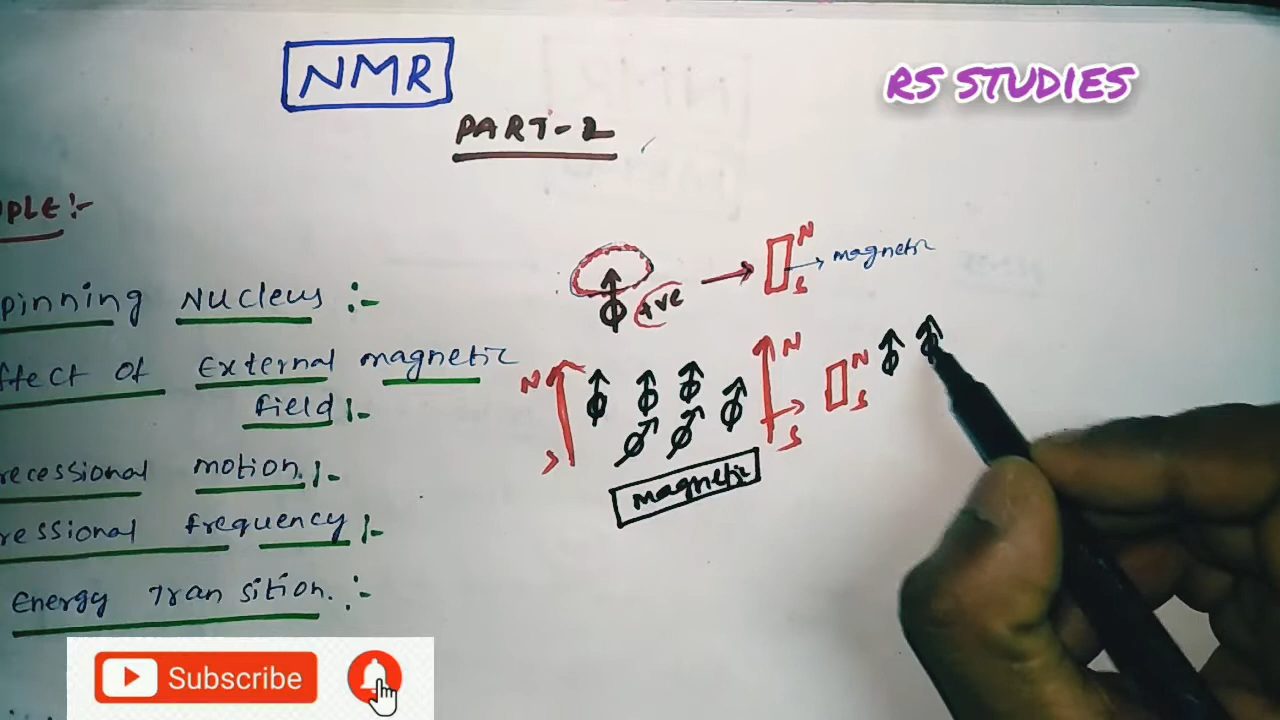 NMR
RS STUDIES
PART-2
PLE:-
pinning Nucleus :-
ffect of External magnetic
field :-
recessional motion. :-
ressional frequency :-
Energy Transition. :-
+ve
N
S
magnetic
N
N
S
N
S
magnetic
Subscribe